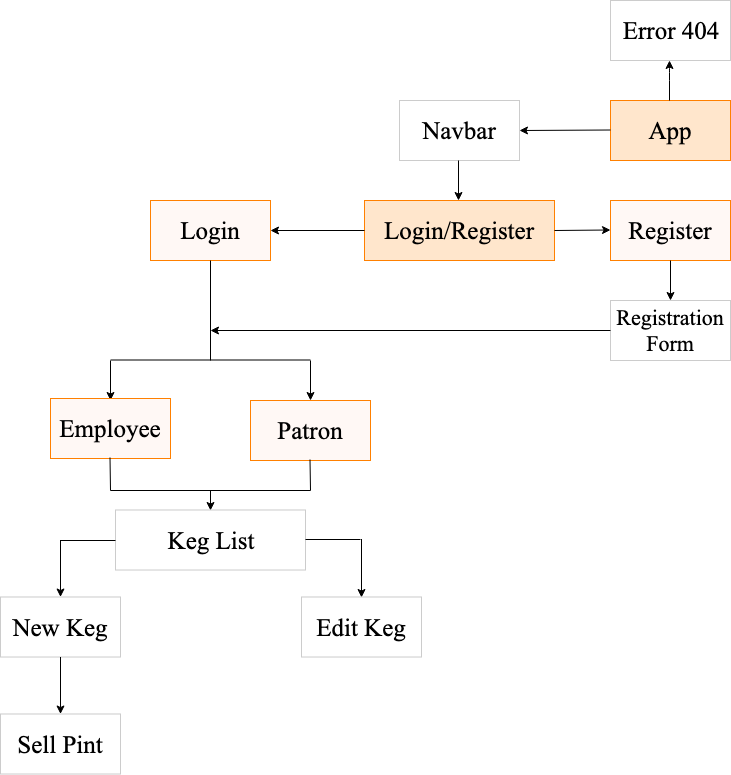 Error 404
Navbar
App
Login
Login/Register
Register
Registration
Form
Employee
Patron
Keg List
New Keg
Edit Keg
Sell Pint